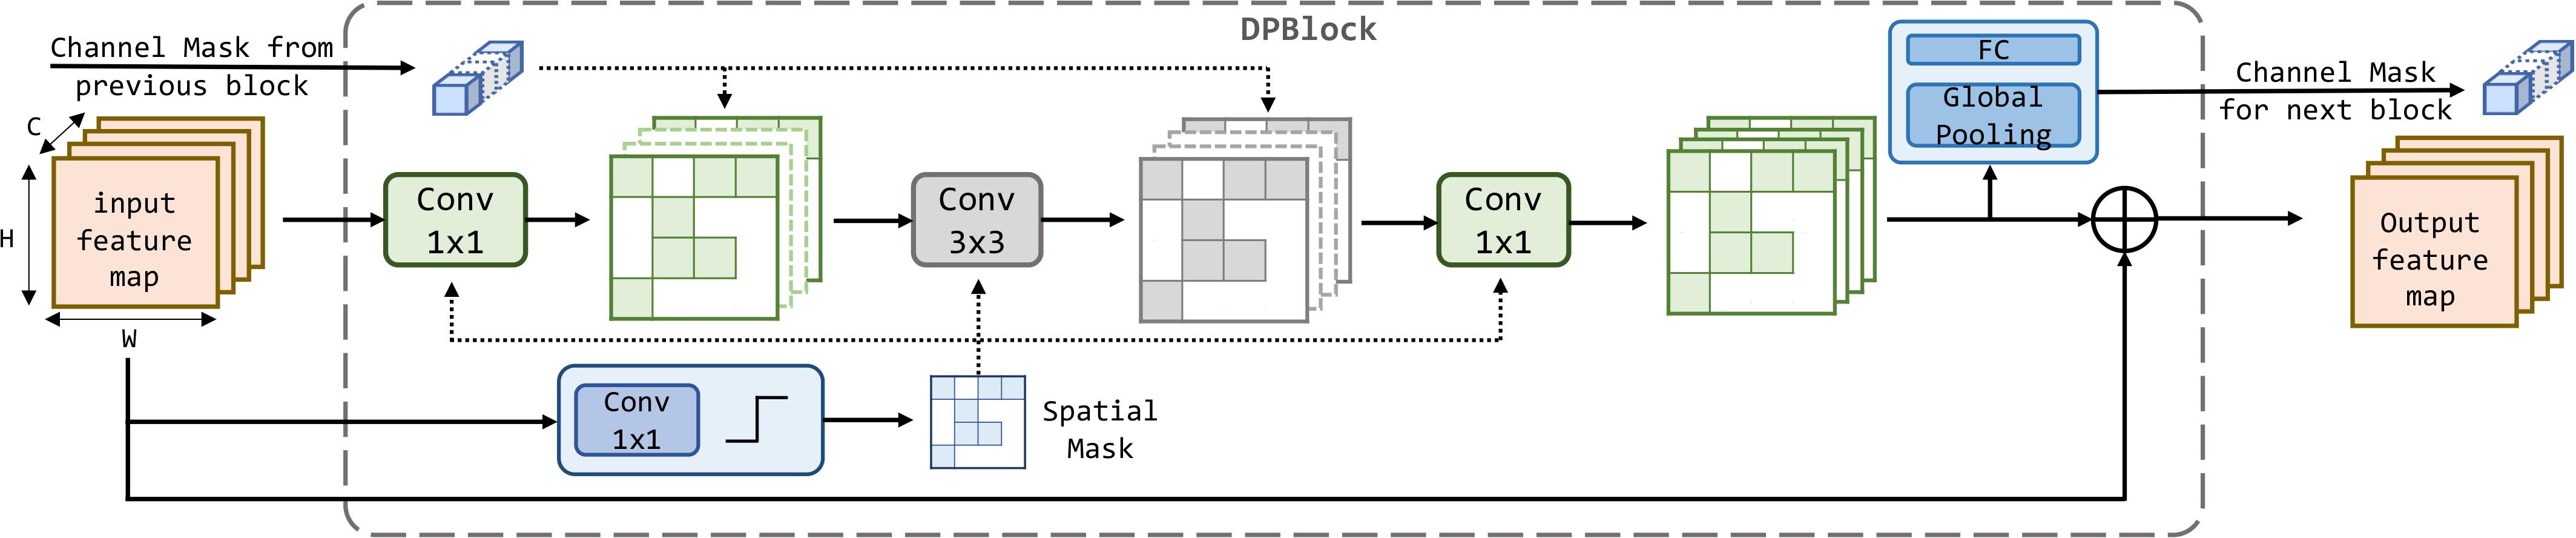 DPBlock
Channel Mask from
previous block
C
H
W
input
feature
map
Conv
1x1
Conv
3x3
Conv
1x1
FC
Global
Pooling
Channel Mask
for next block
Output
feature
map
Conv
1x1
Spatial
Mask